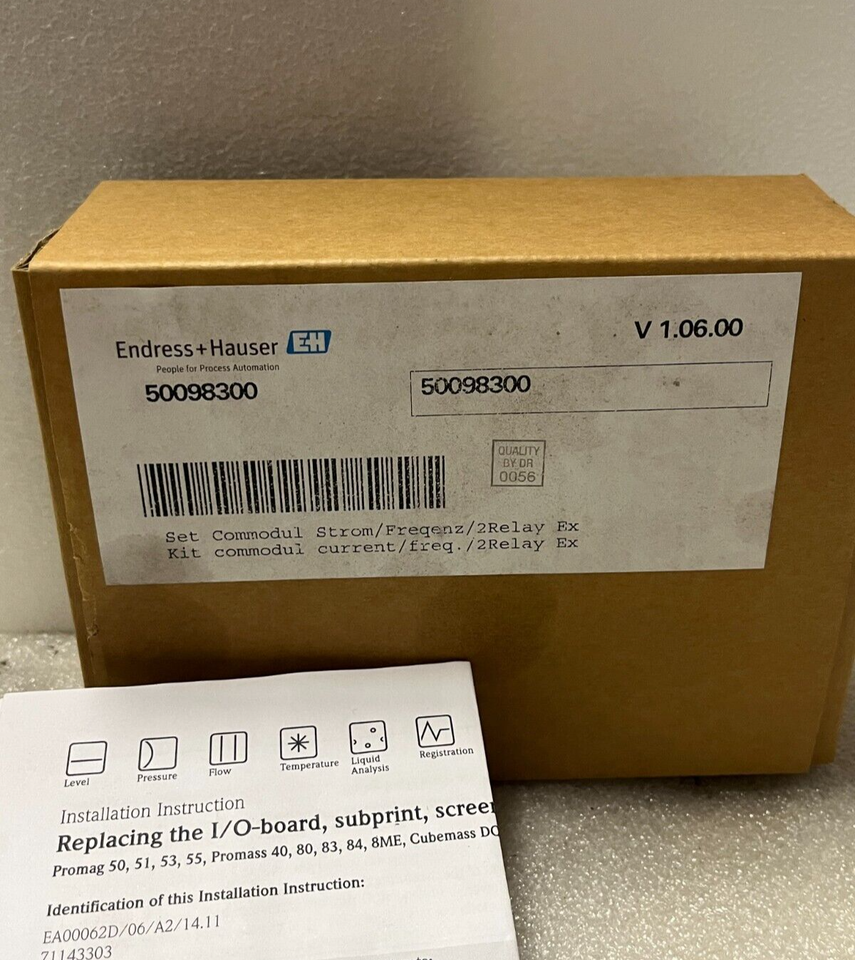 V 1.06.00
Endress+Hauser EH
People for Process Automation
50098300
50098300
QUALITY
BY DR
0056
Set Commodul Strom/Freqenz/2Relay Ex
Kit commodul current/freq./2Relay Ex
Level
Pressure
Flow
Temperature
Liquid
Analysis
Registration
Installation Instruction
Replacing the I/O-board, subprint, screen
Promag 50, 51, 53, 55, Promass 40, 80, 83, 84, 8ME, Cubemass DC
Identification of this Installation Instruction:
EA00062D/06/A2/14.11
71143303